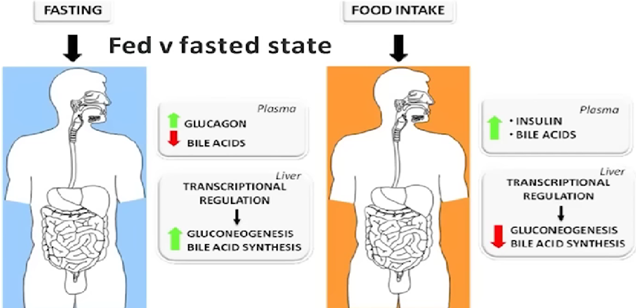 FASTING
FOOD INTAKE
Fed v fasted state
Plasma
GLUCAGON
BILE ACIDS
Liver
TRANSCRIPTIONAL
REGULATION
GLUCONEOGENESIS
BILE ACID SYNTHESIS
Plasma
• INSULIN
• BILE ACIDS
Liver
TRANSCRIPTIONAL
REGULATION
GLUCONEOGENESIS
BILE ACID SYNTHESIS